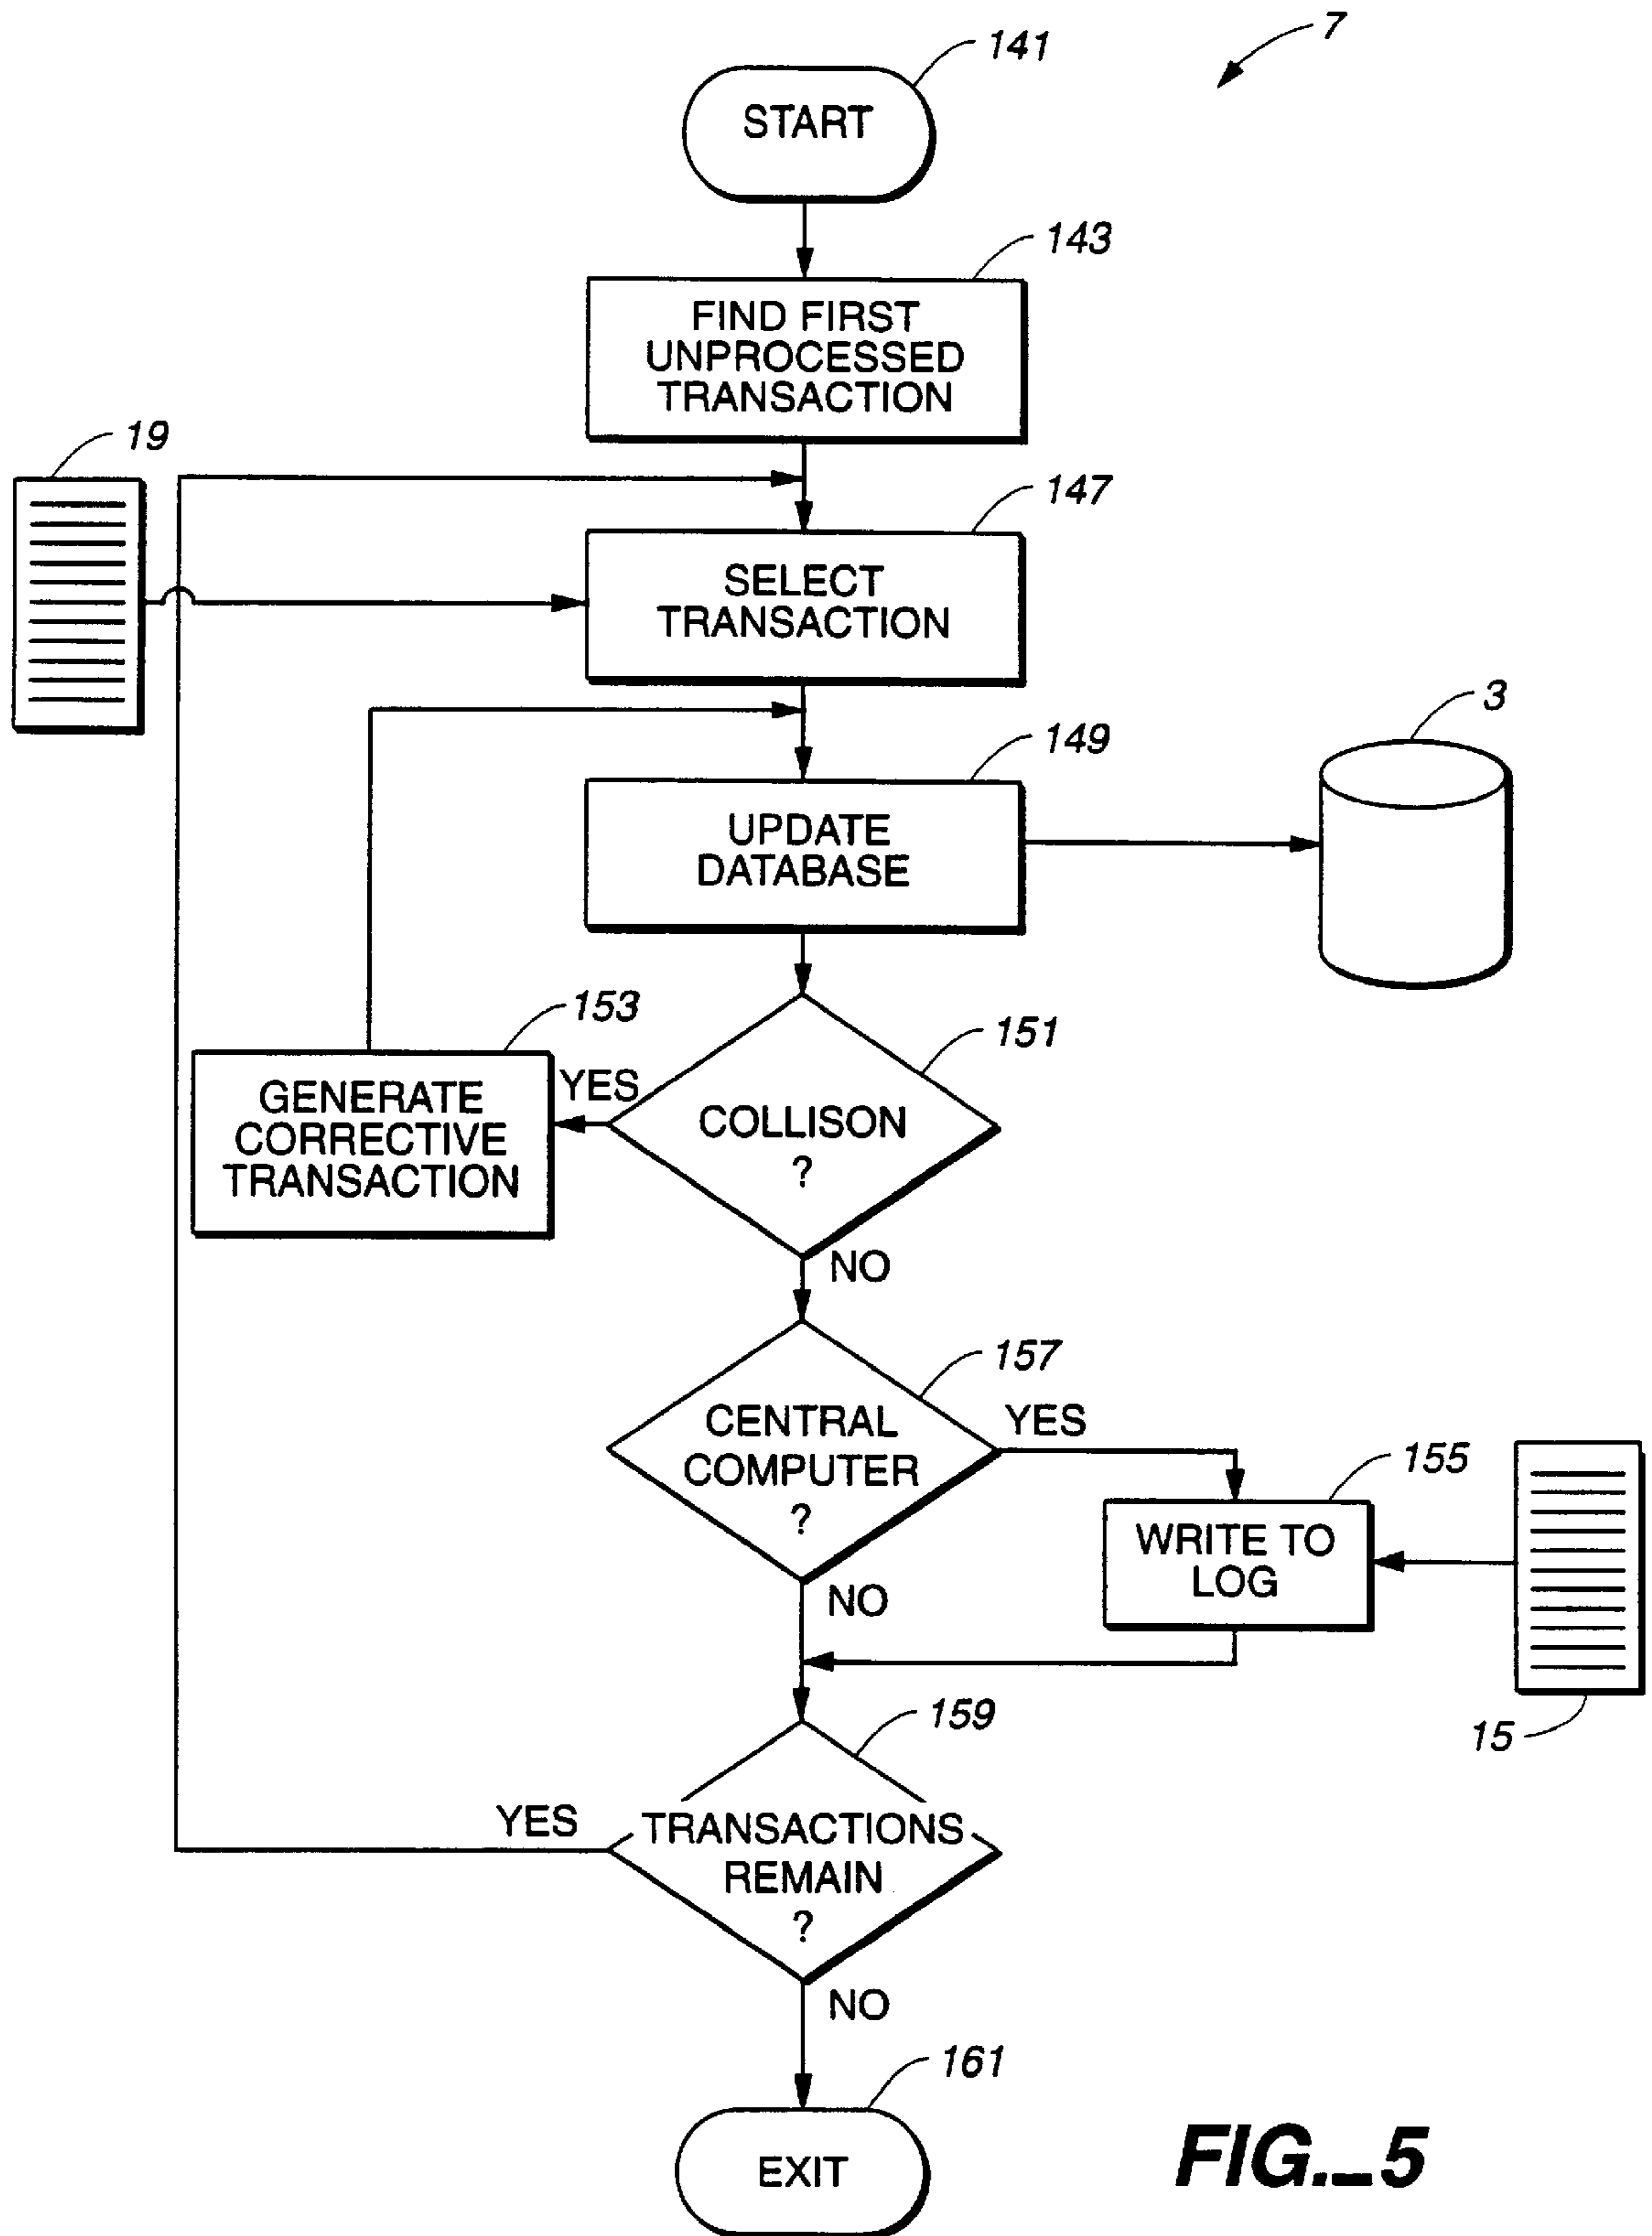 7
141
START
143
FIND FIRST
UNPROCESSED
TRANSACTION
19
147
SELECT
TRANSACTION
3
149
UPDATE
DATABASE
153
151
GENERATE
CORRECTIVE
TRANSACTION
YES
COLLISON
?
NO
157
CENTRAL
COMPUTER
?
YES
155
WRITE TO
LOG
NO
15
159
YES
TRANSACTIONS
REMAIN
?
NO
161
EXIT
FIG._5